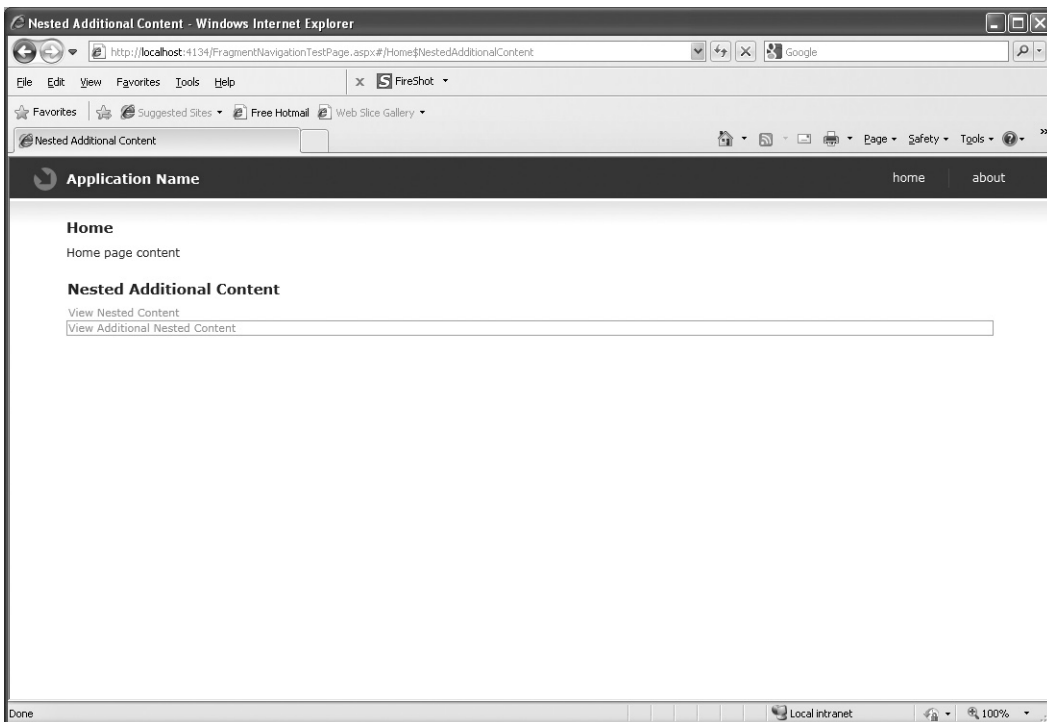 Nested Additional Content - Windows Internet Explorer
http://localhost:4134/FragmentNavigationTestPage.aspx#/Home$NestedAdditionalContent
Google
File Edit View Favorites Tools Help
x S FireShot
Favorites Suggested Sites Free Hotmail Web Slice Gallery
Nested Additional Content
Page Safety Tools »
Application Name
home about
Home
Home page content
Nested Additional Content
View Nested Content
View Additional Nested Content
Done Local intranet 100%